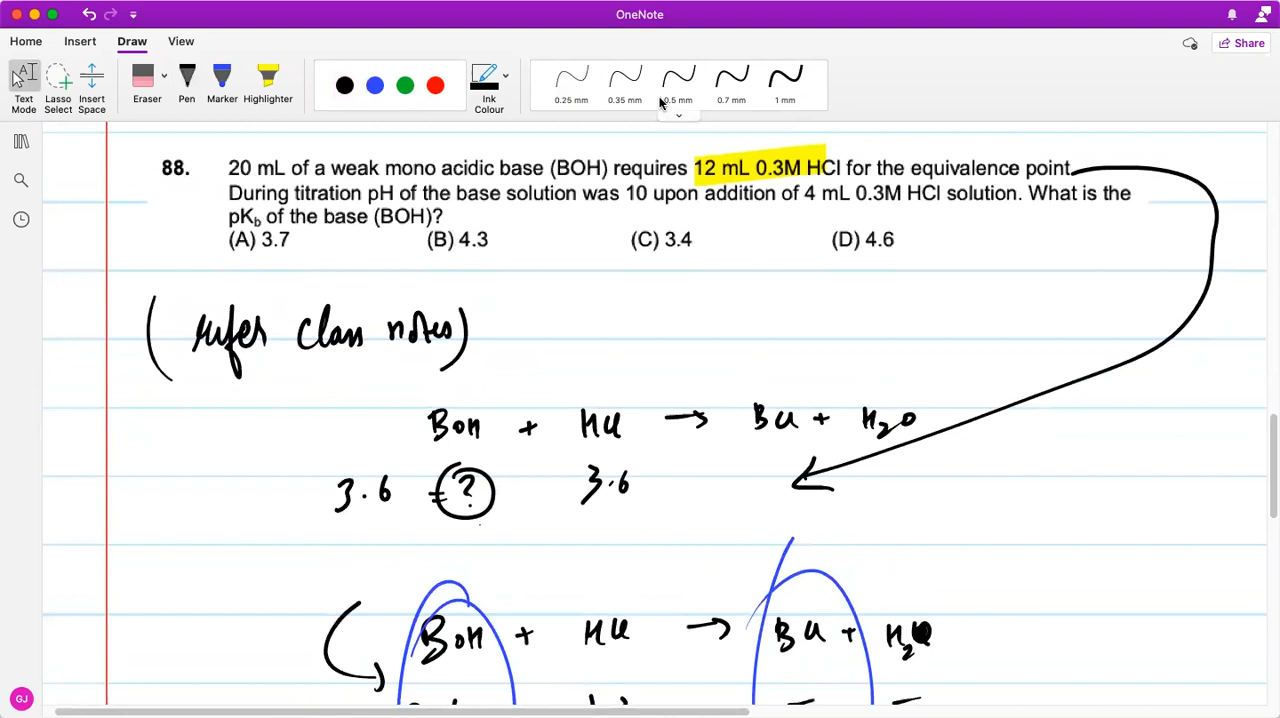 OneNote
Home Insert Draw View
Share
Text Mode
Lasso Select
Insert Space
Eraser
Pen
Marker
Highlighter
Ink Colour
0.25 mm
0.35 mm
0.5 mm
0.7 mm
1 mm
88. 20 mL of a weak mono acidic base (BOH) requires 12 mL 0.3M HCl for the equivalence point.
During titration pH of the base solution was 10 upon addition of 4 mL 0.3M HCl solution. What is the
pKb of the base (BOH)?
(A) 3.7 (B) 4.3 (C) 3.4 (D) 4.6
(refer class notes)
BOH + HCl → BCl + H2O
3.6 = ? 3.6
BOH + HCl → BCl + H2O
GJ